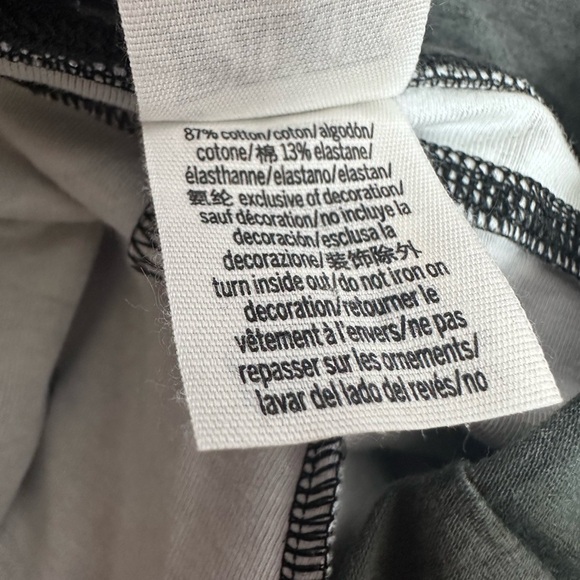 87% cotton/coton/algodón/
cotone/棉 13% elastane/
élasthanne/elastano/elastan/
氨纶 exclusive of decoration/
sauf décoration/no incluye la
decoración/esclusa la
decorazione/装饰除外
turn inside out/do not iron on
decoration/retourner le
vêtement à l'envers/ne pas
repasser sur les ornements/
lavar del lado del revès/no